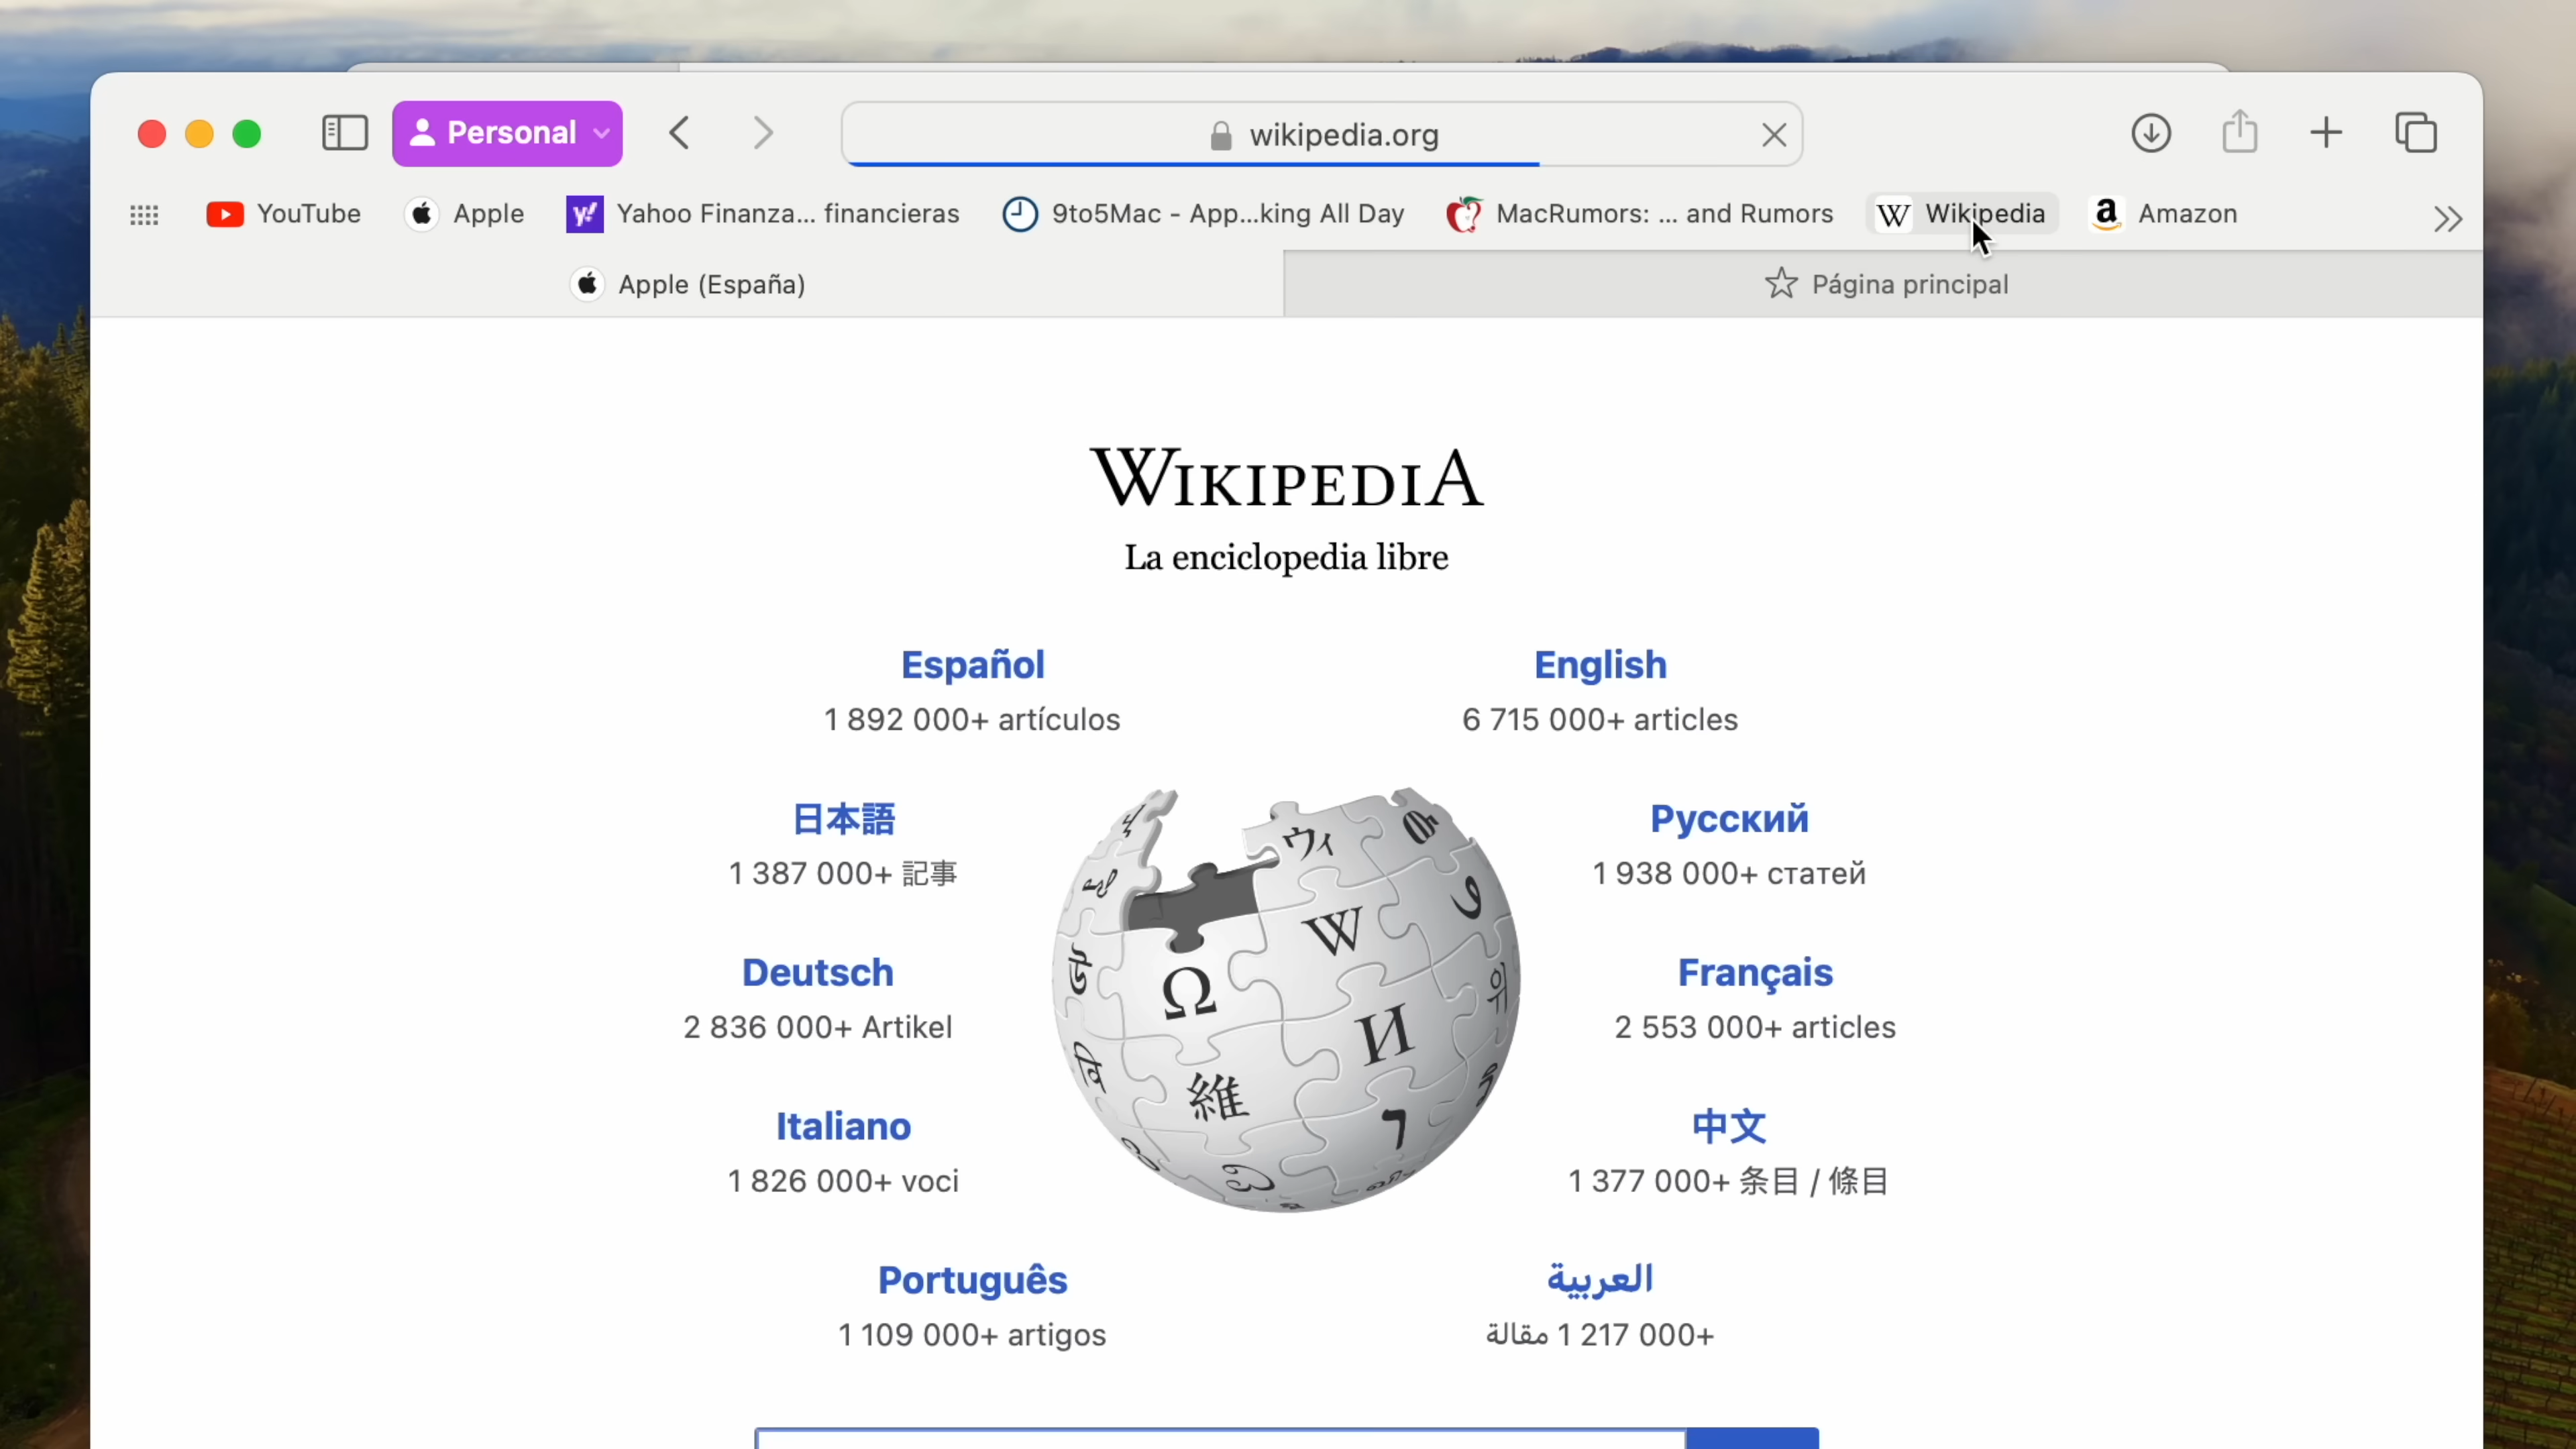 Personal
wikipedia.org
YouTube
Apple
Yahoo Finanza... financieras
9to5Mac - App...king All Day
MacRumors: ... and Rumors
W Wikipedia
a Amazon
Apple (España)
Página principal
WIKIPEDIA
La enciclopedia libre
Español
1 892 000+ artículos
English
6 715 000+ articles
日本語
1 387 000+ 記事
Русский
1 938 000+ статей
Deutsch
2 836 000+ Artikel
Français
2 553 000+ articles
Italiano
1 826 000+ voci
中文
1 377 000+ 条目 / 條目
Português
1 109 000+ artigos
العربية
1 217 000+ مقالة
ウィ
W
Ω
И
維
위